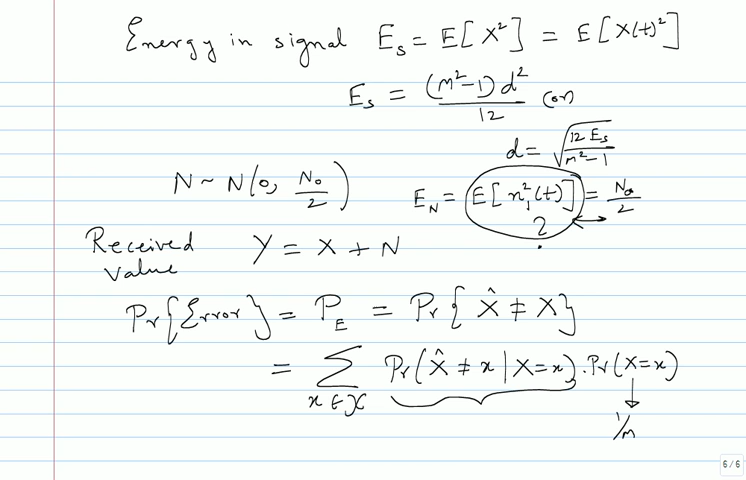 Energy in signal E_s = E[X²] = E[X(t)²]
E_s = (m²-1)d²/12 (or)
d = √(12 E_s/(m²-1))
N ~ N(0, N₀/2) E_N = E[n₁²(t)] = N₀/2
?
Received Y = X + N
value
Pr{Error} = P_E = Pr{X̂ ≠ X}
= Σ_{x∈𝒳} Pr(X̂ ≠ x | X = x) · Pr(X = x)
1/m
6 / 6